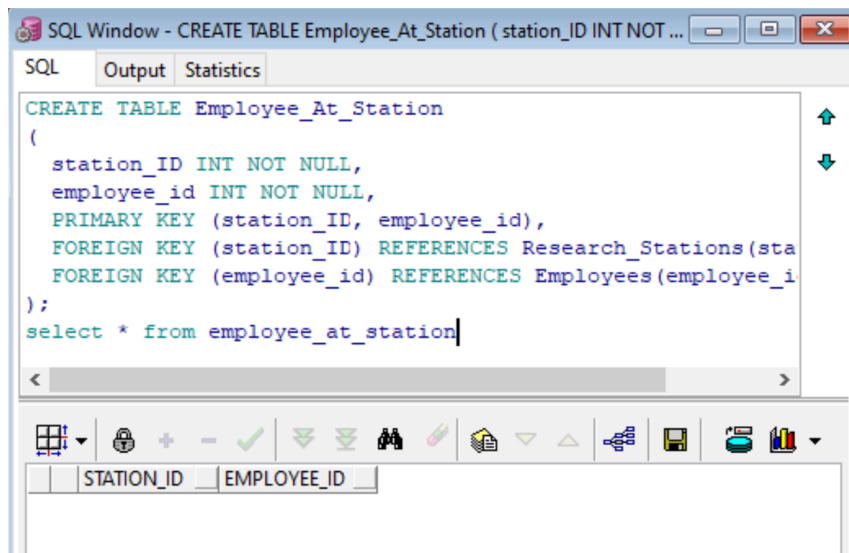 SQL Window - CREATE TABLE Employee_At_Station ( station_ID INT NOT ...
SQL Output Statistics
CREATE TABLE Employee_At_Station
(
station_ID INT NOT NULL,
employee_id INT NOT NULL,
PRIMARY KEY (station_ID, employee_id),
FOREIGN KEY (station_ID) REFERENCES Research_Stations(sta
FOREIGN KEY (employee_id) REFERENCES Employees(employee_i
);
select * from employee_at_station
STATION_ID EMPLOYEE_ID